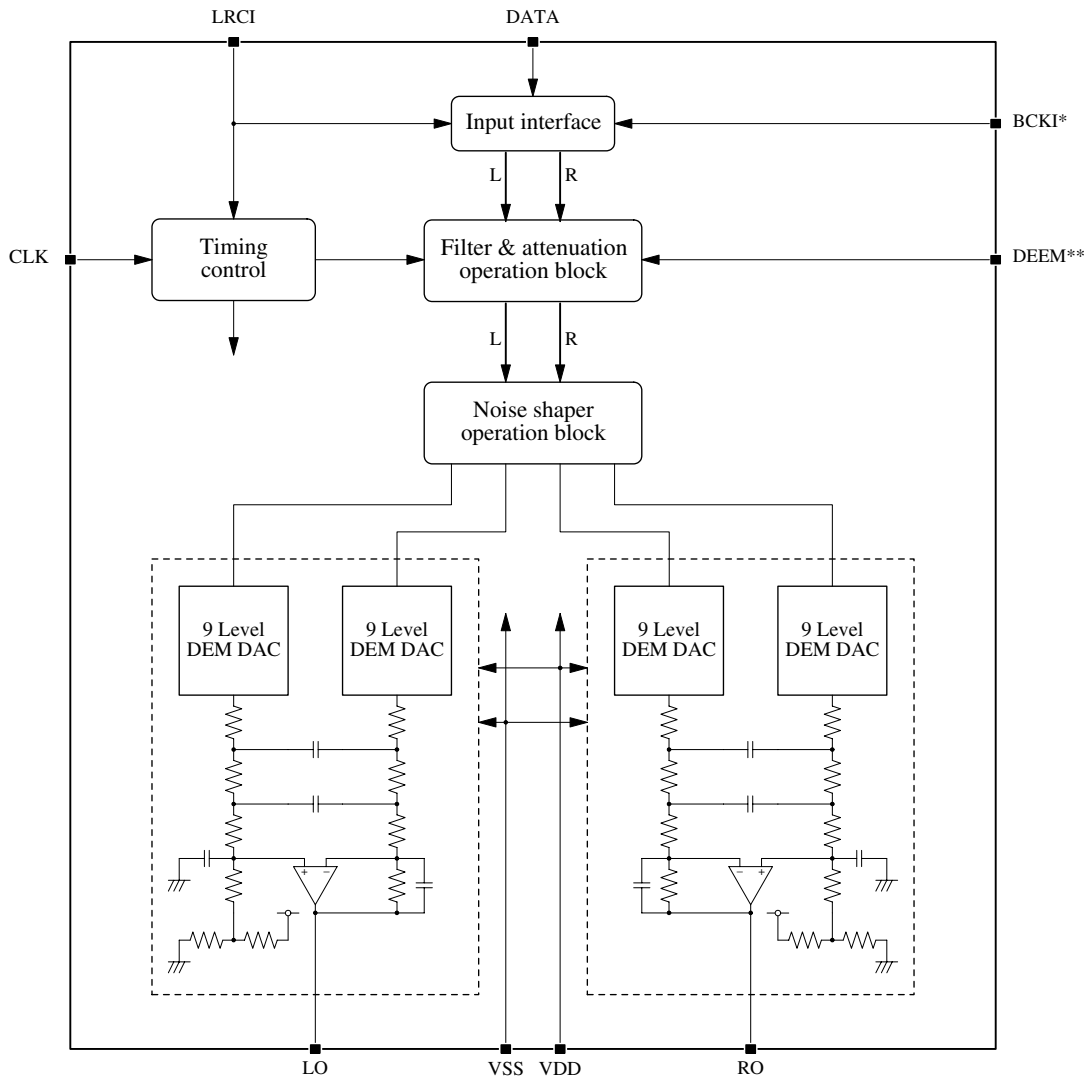 LRCI
DATA
Input interface
BCKI*
L
R
CLK
Timing
control
Filter & attenuation
operation block
DEEM**
L
R
Noise shaper
operation block
9 Level
DEM DAC
9 Level
DEM DAC
9 Level
DEM DAC
9 Level
DEM DAC
+
−
−
+
LO
VSS
VDD
RO